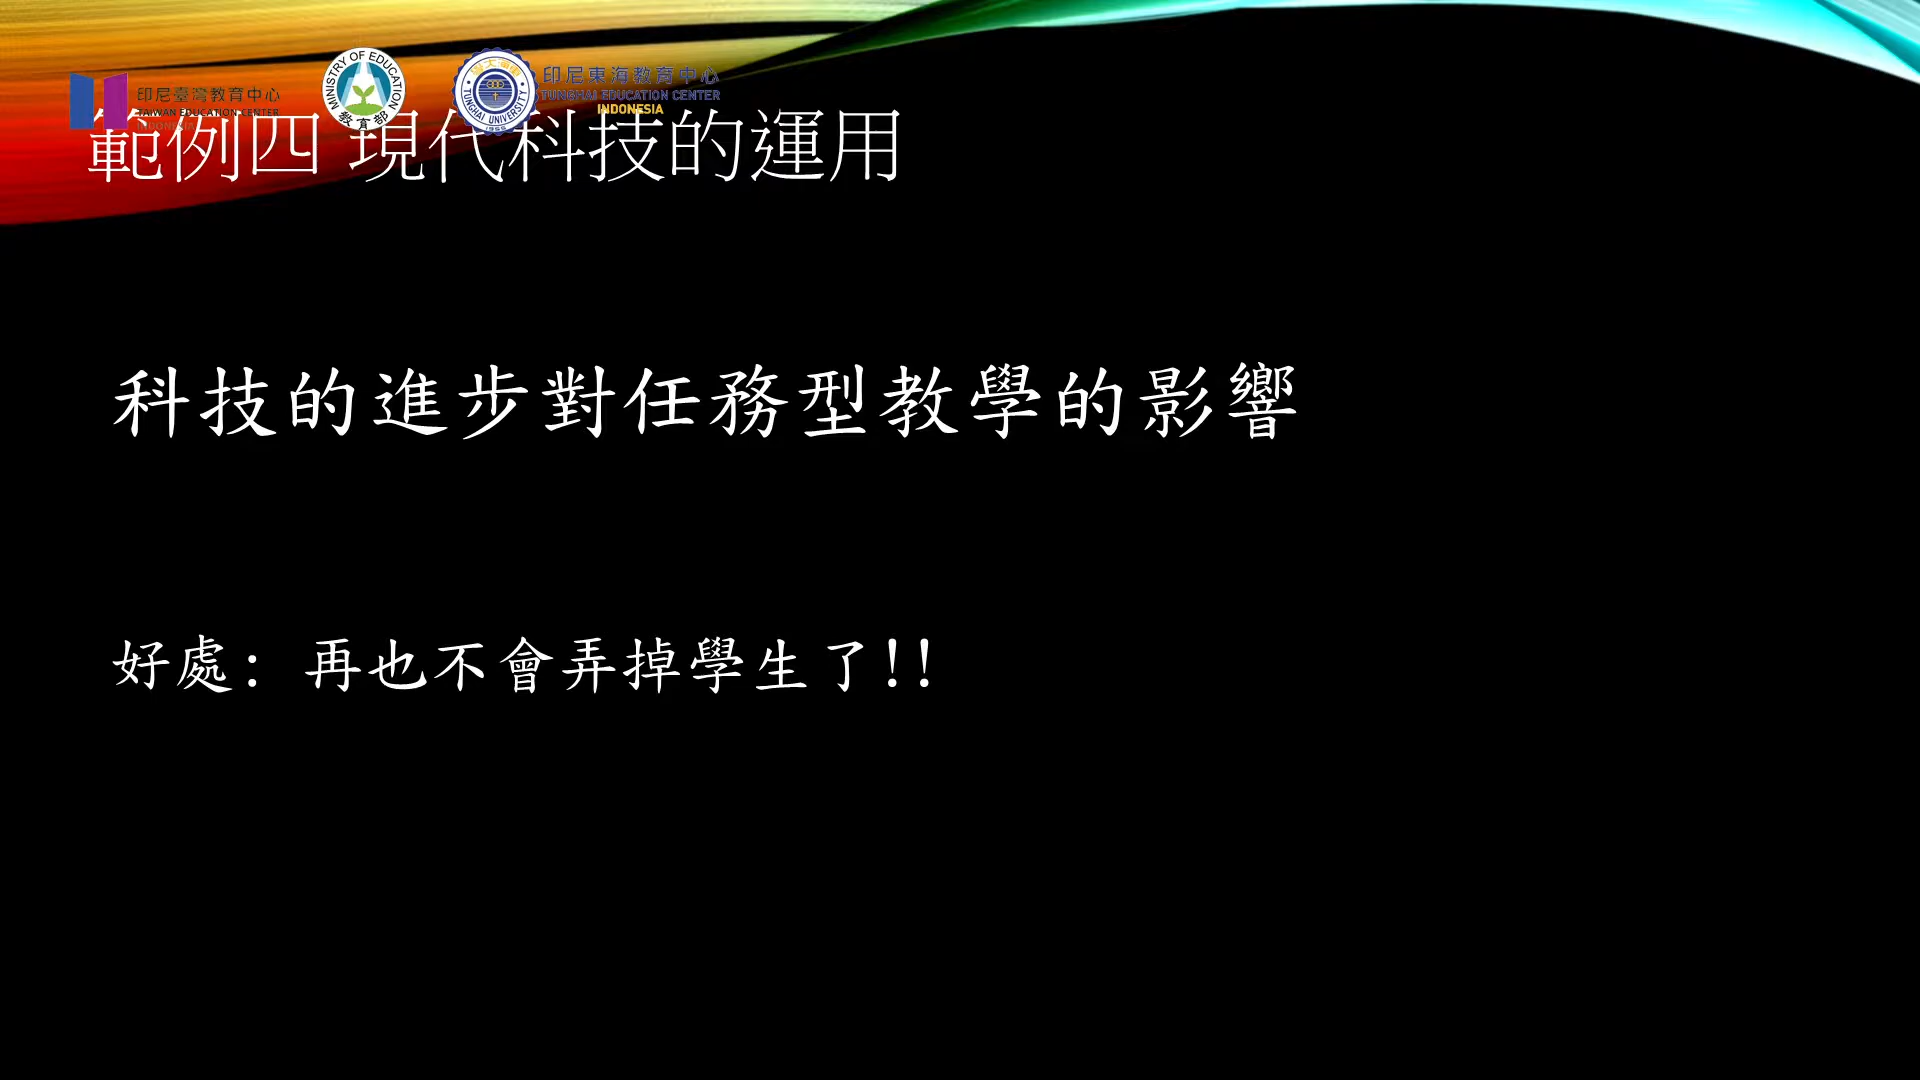 印尼臺灣教育中心
TAIWAN EDUCATION CENTER
INDONESIA
MINISTRY OF EDUCATION
教育部
TUNGHAI UNIVERSITY
1955
印尼東海教育中心
TUNGHAI EDUCATION CENTER
INDONESIA
範例四 現代科技的運用
科技的進步對任務型教學的影響
好處: 再也不會弄掉學生了!!